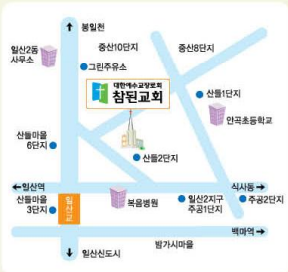 ↑ 봉일천
일산2동
사무소
중산10단지
중산8단지
그린주유소
대한예수교장로회
참된교회
산들1단지
안곡초등학교
산들마을
6단지
산들2단지
←일산역
식사동→
산들마을
3단지
일산교
복음병원
일산2지구
주공1단지
주공2단지
백마역→
밤가시마을
↓ 일산신도시